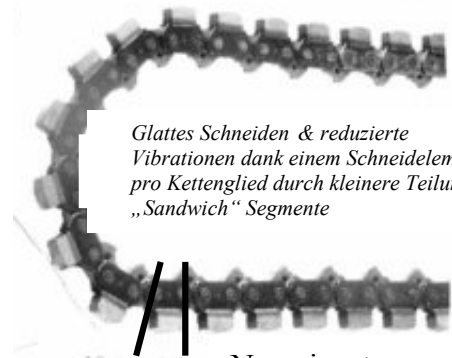 Glattes Schneiden & reduzierte
Vibrationen dank einem Schneidelem
pro Kettenglied durch kleinere Teilu
„Sandwich“ Segmente